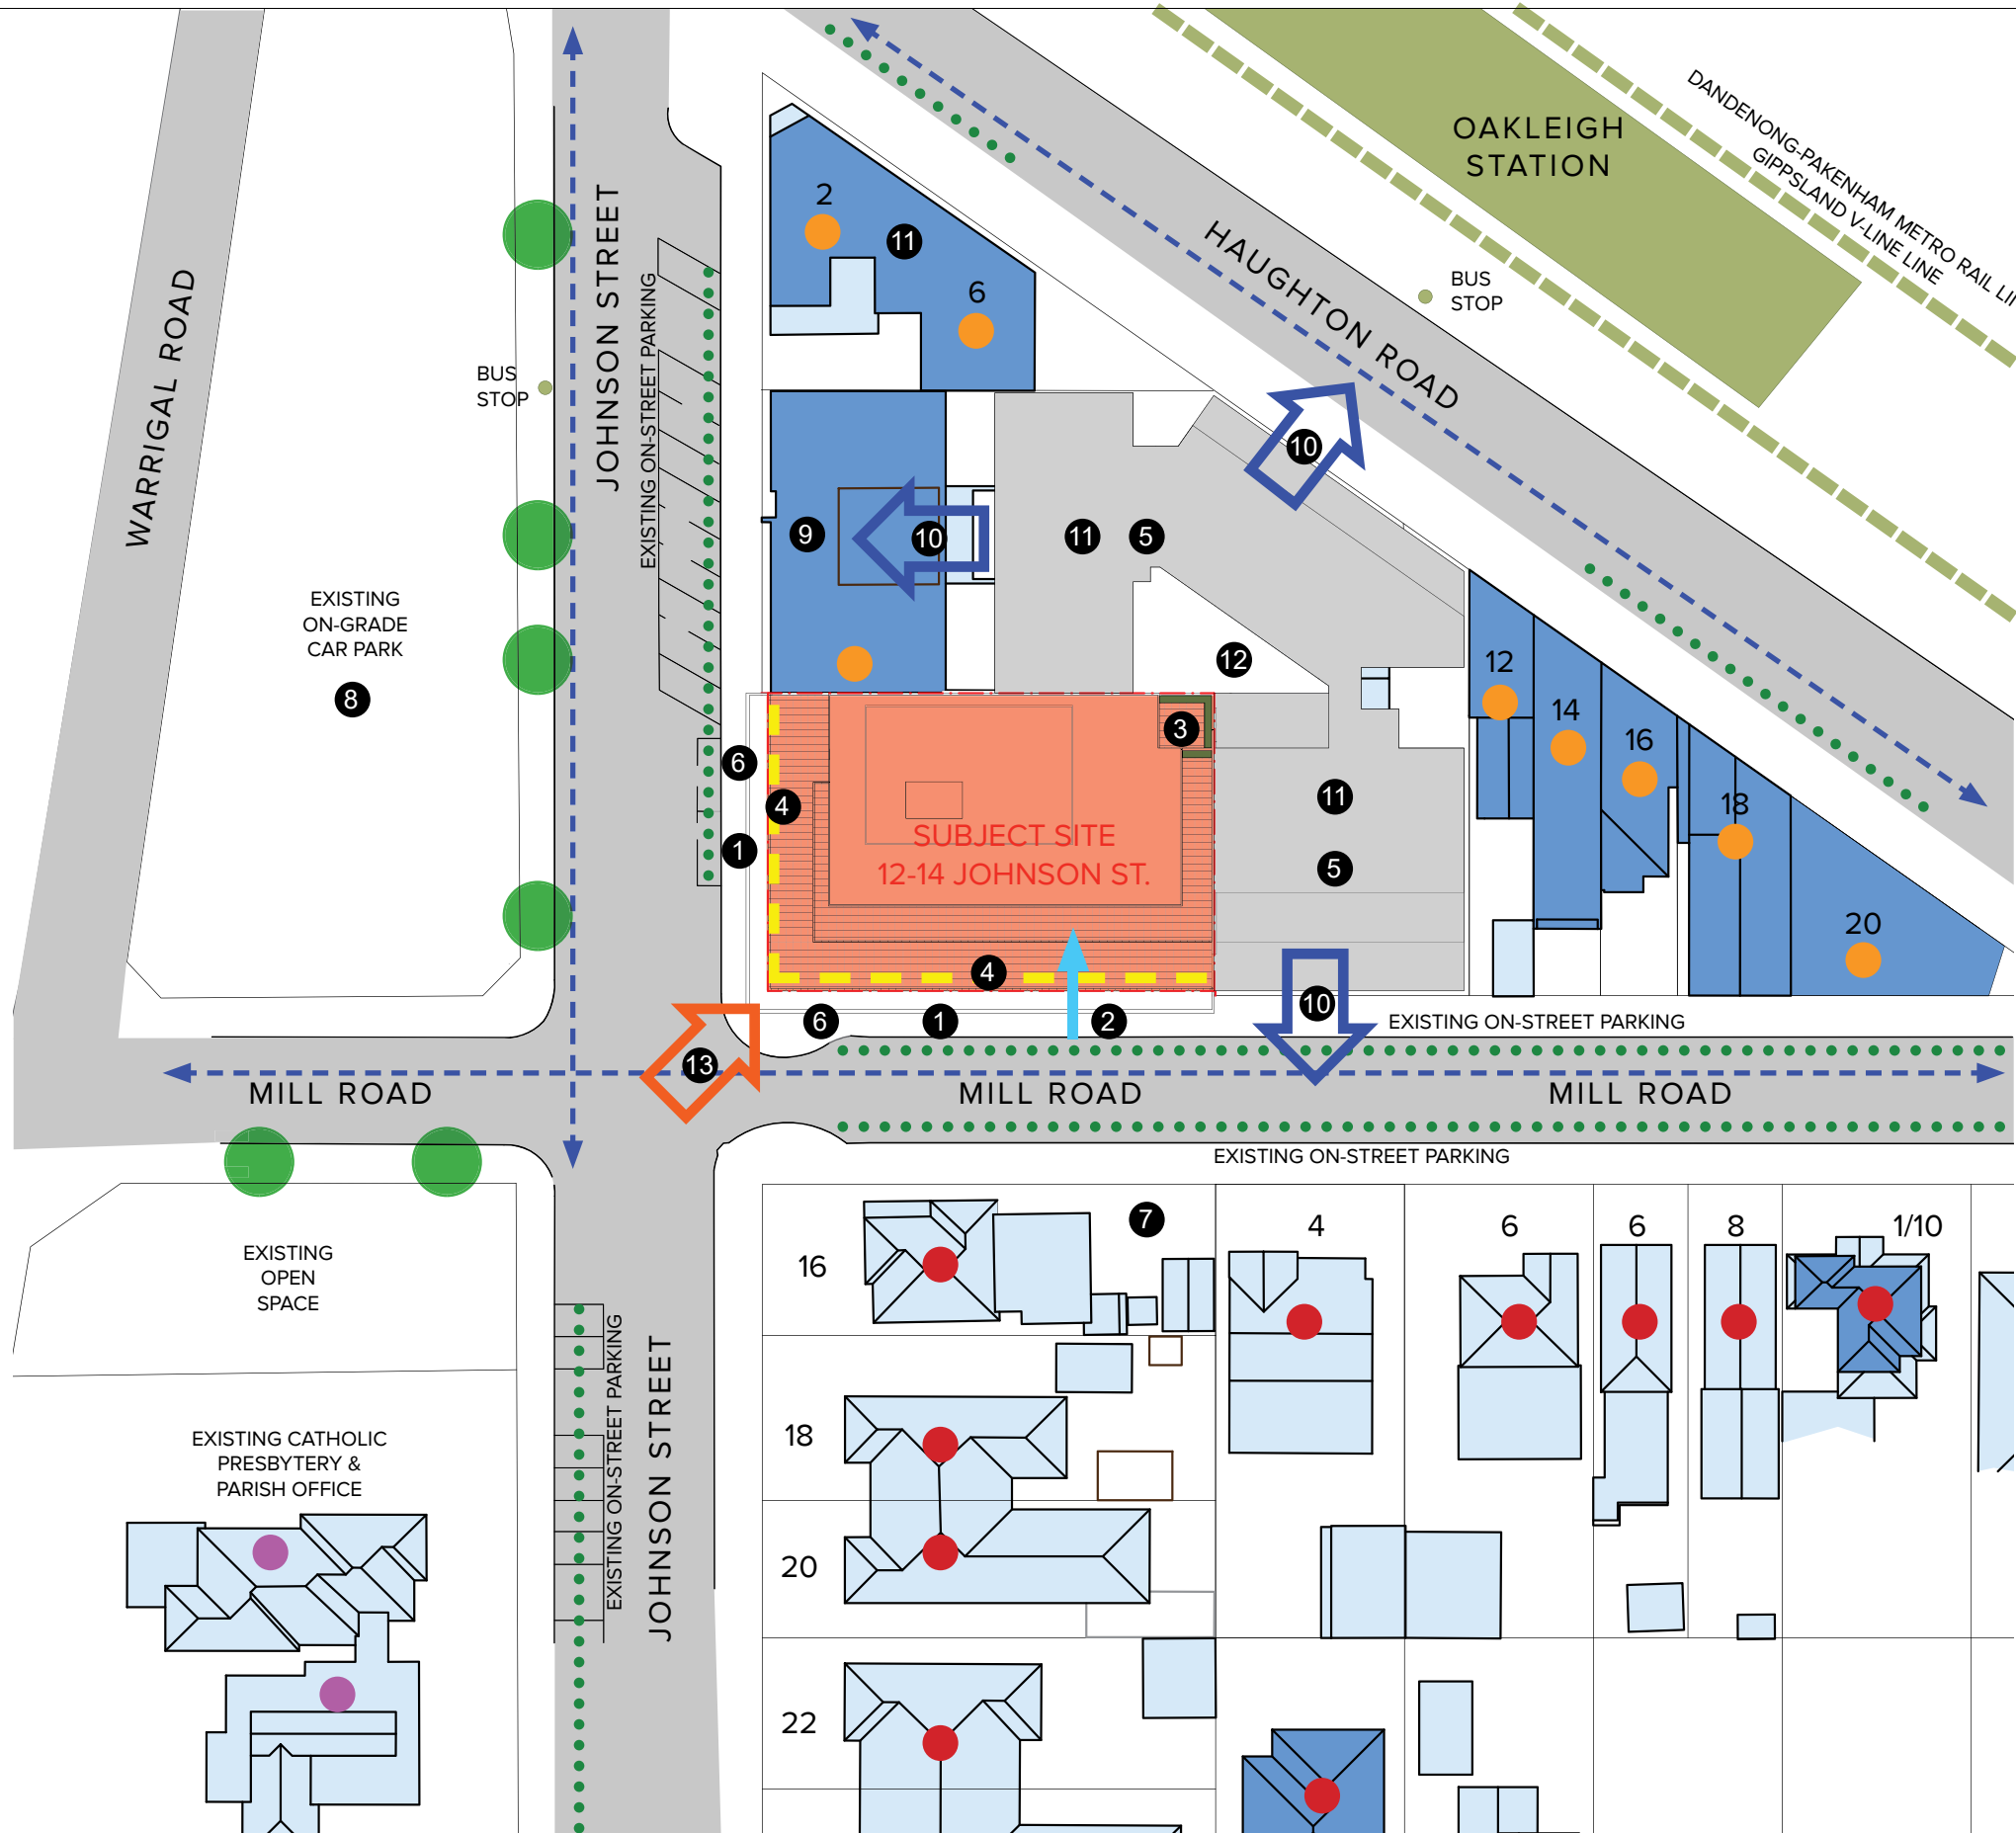 OAKLEIGH
STATION
DANDENONG-PAKENHAM METRO RAIL
GIPPSLAND V-LINE LINE
HAUGHTON ROAD
BUS
STOP
WARRIGAL ROAD
JOHNSON STREET
EXISTING ON-STREET PARKING
BUS
STOP
2
11
6
9
10
11
5
10
12
EXISTING
ON-GRADE
CAR PARK
8
12
14
16
18
20
3
6
4
1
SUBJECT SITE
12-14 JOHNSON ST.
11
5
4
6
1
2
10
13
EXISTING ON-STREET PARKING
MILL ROAD
MILL ROAD
MILL ROAD
EXISTING ON-STREET PARKING
EXISTING
OPEN
SPACE
EXISTING CATHOLIC
PRESBYTERY &
PARISH OFFICE
EXISTING ON-STREET PARKING
JOHNSON STREET
16
7
4
6
6
8
1/10
18
20
22